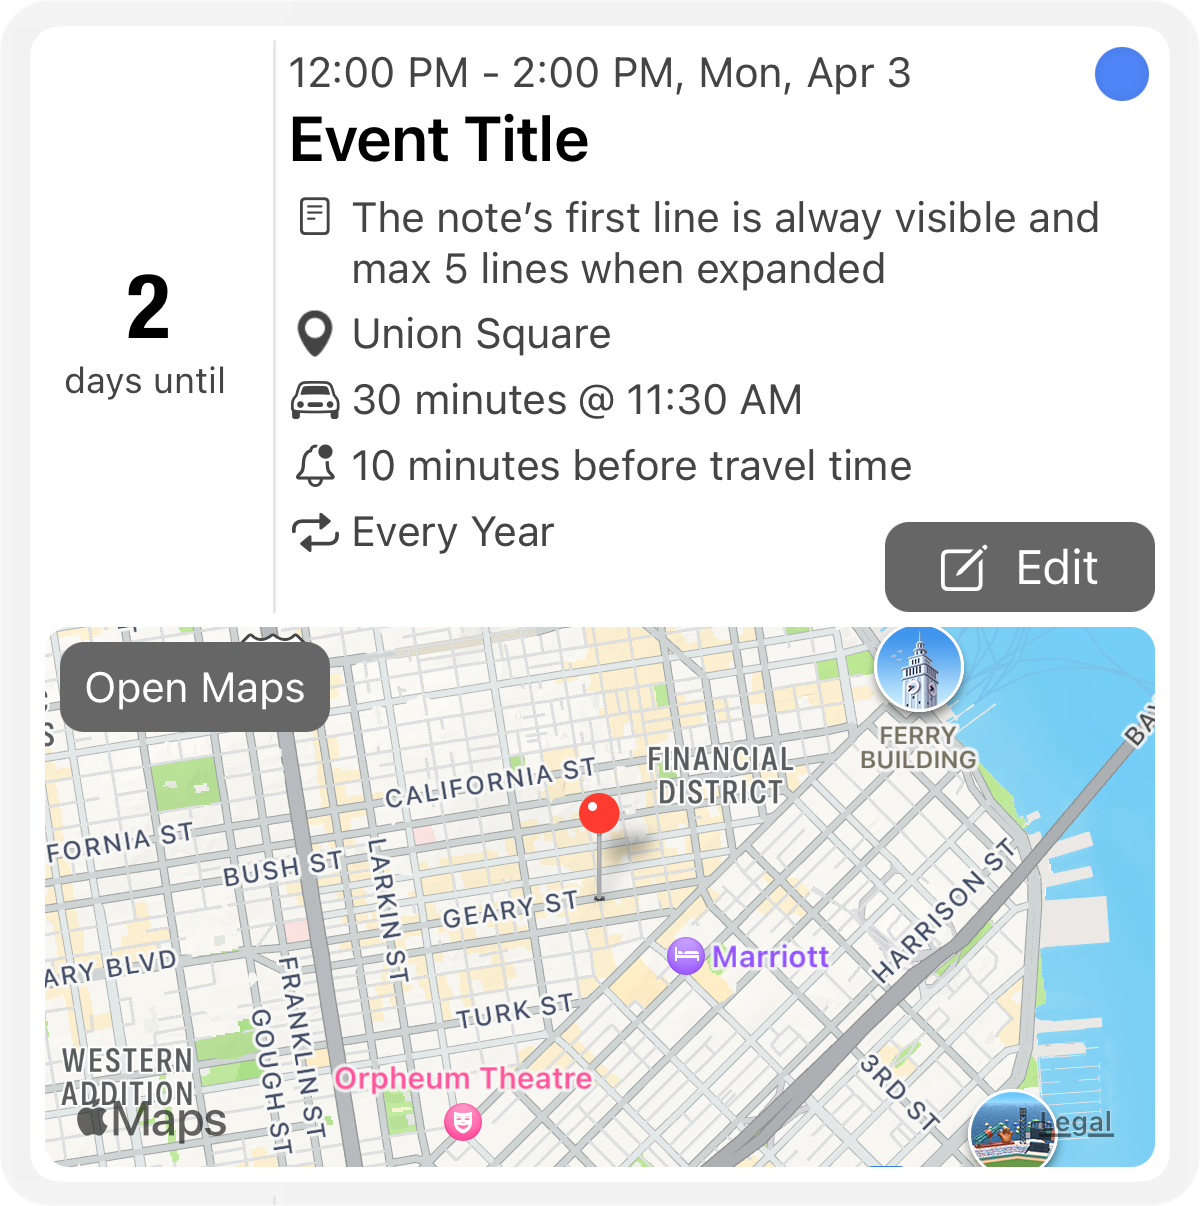 12:00 PM - 2:00 PM, Mon, Apr 3
Event Title
The note’s first line is alway visible and
max 5 lines when expanded
2
days until
Union Square
30 minutes @ 11:30 AM
10 minutes before travel time
Every Year
Edit
Open Maps
FERRY
BUILDING
BAY
FINANCIAL
DISTRICT
CALIFORNIA ST
FORNIA ST
BUSH ST
LARKIN ST
GEARY ST
HARRISON ST
Marriott
ARY BLVD
FRANKLIN ST
GOUGH ST
TURK ST
WESTERN
ADDITION
Orpheum Theatre
3RD ST
Maps
Legal